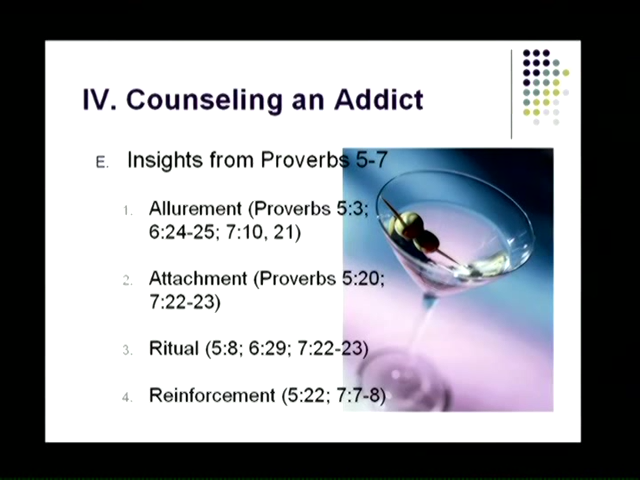 IV. Counseling an Addict
E. Insights from Proverbs 5-7
1. Allurement (Proverbs 5:3;
6:24-25; 7:10, 21)
2. Attachment (Proverbs 5:20;
7:22-23)
3. Ritual (5:8; 6:29; 7:22-23)
4. Reinforcement (5:22; 7:7-8)